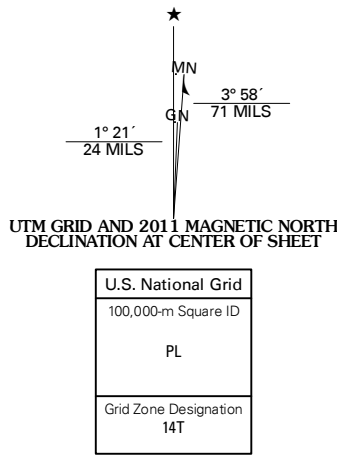 ★
MN
3° 58´
71 MILS
GN
1° 21´
24 MILS
UTM GRID AND 2011 MAGNETIC NORTH
DECLINATION AT CENTER OF SHEET
U.S. National Grid
100,000-m Square ID
PL
Grid Zone Designation
14T